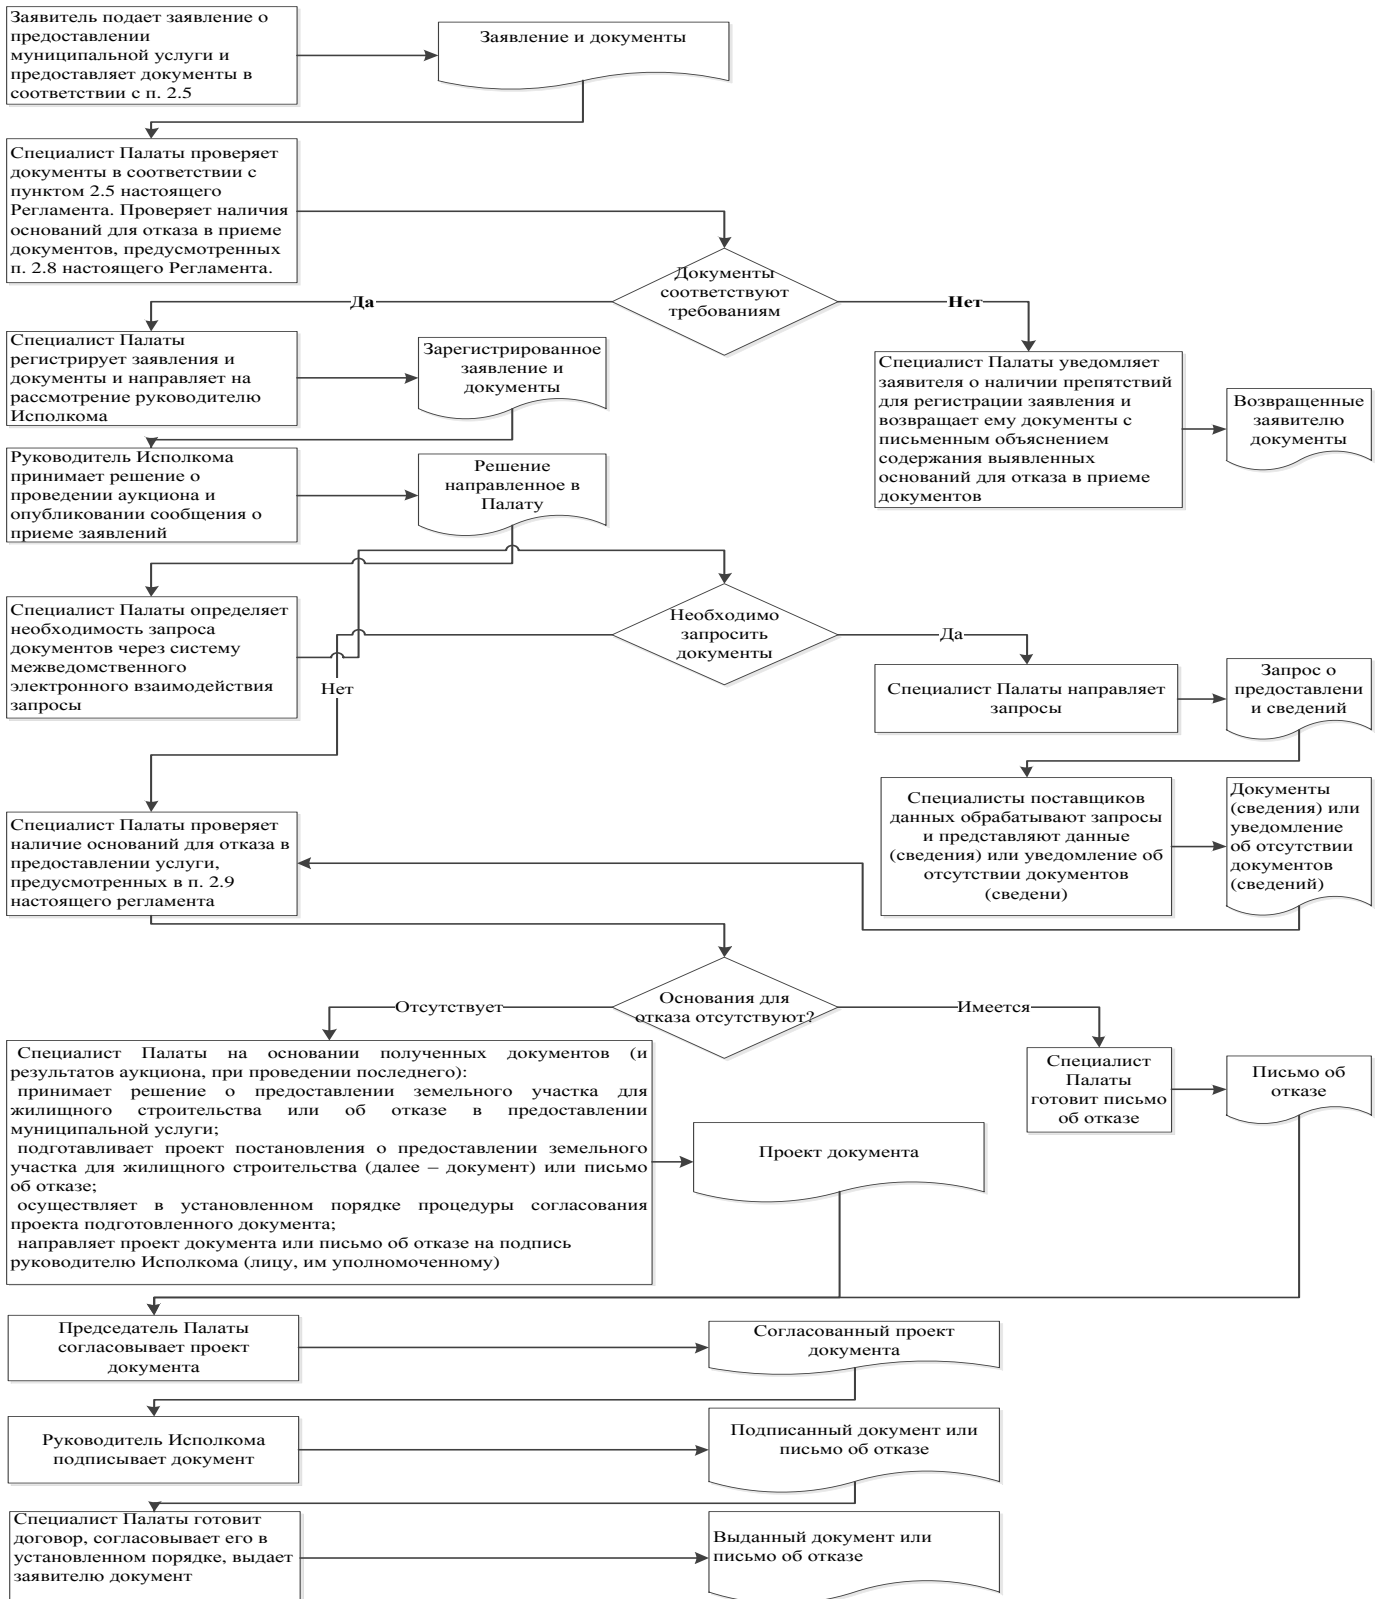 Заявитель подает заявление о
предоставлении
муниципальной услуги и
предоставляет документы в
соответствии с п. 2.5
Заявление и документы
Специалист Палаты проверяет
документы в соответствии с
пунктом 2.5 настоящего
Регламента. Проверяет наличия
оснований для отказа в приеме
документов, предусмотренных
п. 2.8 настоящего Регламента.
Документы
соответствуют
требованиям
Да
Нет
Специалист Палаты
регистрирует заявления и
документы и направляет на
рассмотрение руководителю
Исполкома
Зарегистрированное
заявление и
документы
Специалист Палаты уведомляет
заявителя о наличии препятствий
для регистрации заявления и
возвращает ему документы с
письменным объяснением
содержания выявленных
оснований для отказа в приеме
документов
Возвращенные
заявителю
документы
Руководитель Исполкома
принимает решение о
проведении аукциона и
опубликовании сообщения о
приеме заявлений
Решение
направленное в
Палату
Специалист Палаты определяет
необходимость запроса
документов через систему
межведомственного
электронного взаимодействия
запросы
Необходимо
запросить
документы
Да
Нет
Специалист Палаты направляет
запросы
Запрос о
предоставлени
и сведений
Специалисты поставщиков
данных обрабатывают запросы
и представляют данные
(сведения) или уведомление об
отсутствии документов
(сведени)
Документы
(сведения) или
уведомление
об отсутствии
документов
(сведений)
Специалист Палаты проверяет
наличие оснований для отказа в
предоставлении услуги,
предусмотренных в п. 2.9
настоящего регламента
Основания для
отказа отсутствуют?
Отсутствует
Имеется
Специалист Палаты на основании полученных документов (и
результатов аукциона, при проведении последнего):
принимает решение о предоставлении земельного участка для
жилищного строительства или об отказе в предоставлении
муниципальной услуги;
подготавливает проект постановления о предоставлении земельного
участка для жилищного строительства (далее – документ) или письмо
об отказе;
осуществляет в установленном порядке процедуры согласования
проекта подготовленного документа;
направляет проект документа или письмо об отказе на подпись
руководителю Исполкома (лицу, им уполномоченному)
Проект документа
Специалист
Палаты
готовит письмо
об отказе
Письмо об
отказе
Председатель Палаты
согласовывает проект
документа
Согласованный проект
документа
Руководитель Исполкома
подписывает документ
Подписанный документ или
письмо об отказе
Специалист Палаты готовит
договор, согласовывает его в
установленном порядке, выдает
заявителю документ
Выданный документ или
письмо об отказе